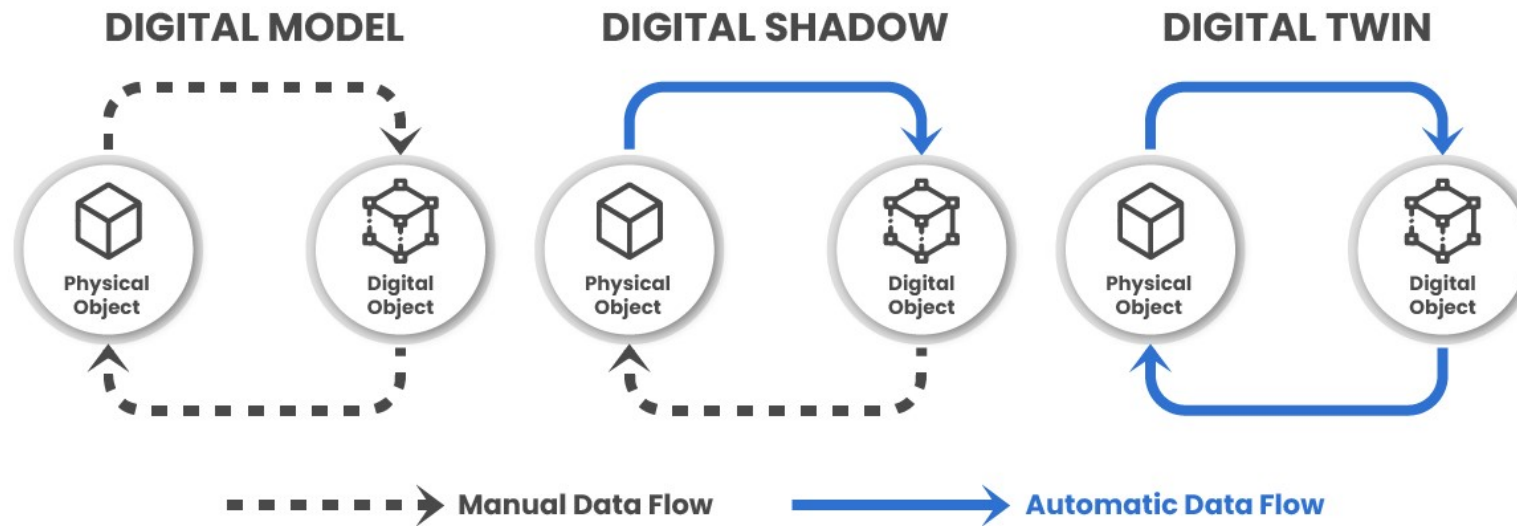 DIGITAL MODEL
DIGITAL SHADOW
DIGITAL TWIN
Physical
Object
Digital
Object
Physical
Object
Digital
Object
Physical
Object
Digital
Object
Manual Data Flow
Automatic Data Flow